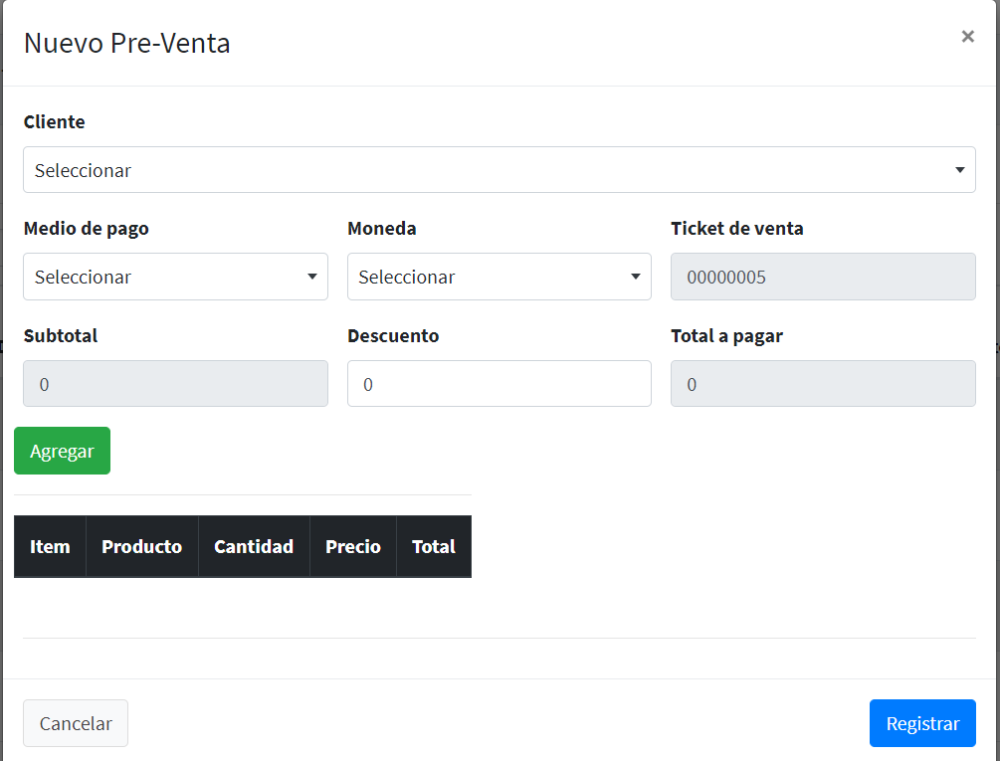 Nuevo Pre-Venta ×
Cliente
Seleccionar
Medio de pago Moneda Ticket de venta
Seleccionar Seleccionar 00000005
Subtotal Descuento Total a pagar
0 0 0
Agregar
Item Producto Cantidad Precio Total
Cancelar Registrar